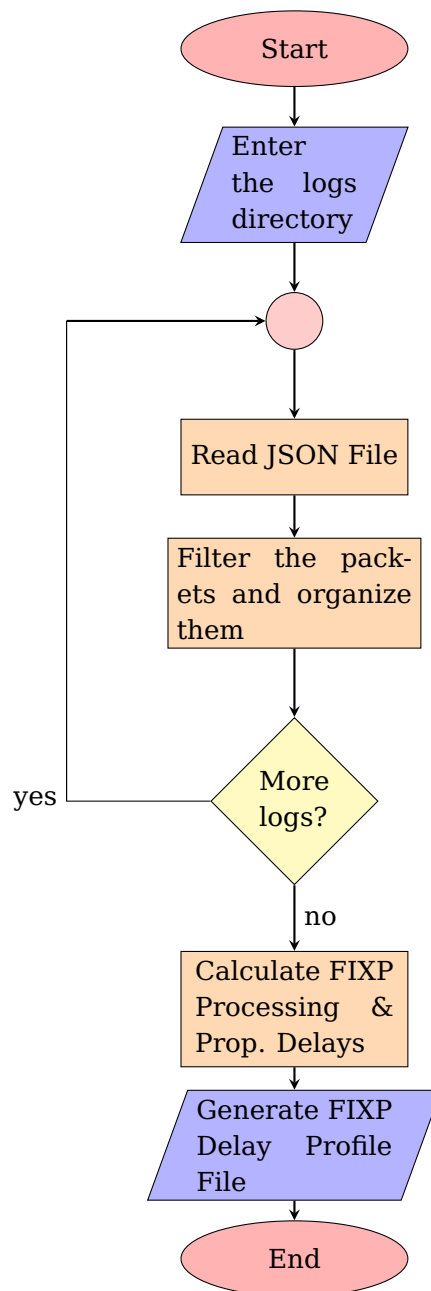 Start
Enter
the logs
directory
Read JSON File
Filter the pack-
ets and organize
them
More
logs?
yes
no
Calculate FIXP
Processing &
Prop. Delays
Generate FIXP
Delay Profile
File
End